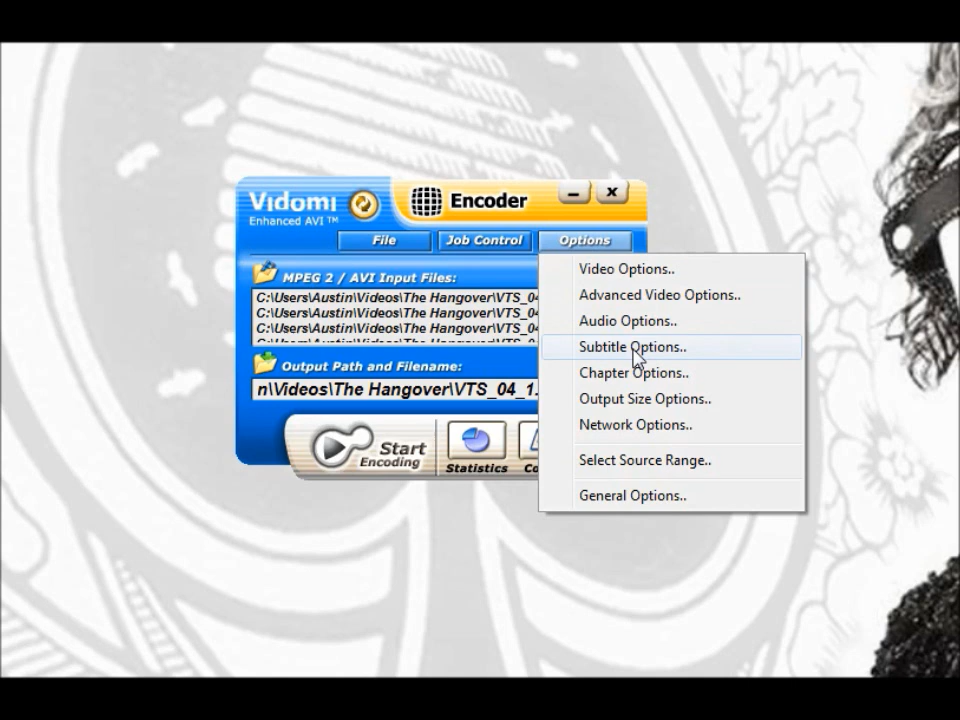 Vidomi
Enhanced AVI ™
Encoder
File
Job Control
Options
MPEG 2 / AVI Input Files:
C:\Users\Austin\Videos\The Hangover\VTS_04
C:\Users\Austin\Videos\The Hangover\VTS_04
C:\Users\Austin\Videos\The Hangover\VTS_04
Output Path and Filename:
n\Videos\The Hangover\VTS_04_1.
Start
Encoding
Statistics
Video Options..
Advanced Video Options..
Audio Options..
Subtitle Options..
Chapter Options..
Output Size Options..
Network Options..
Select Source Range..
General Options..